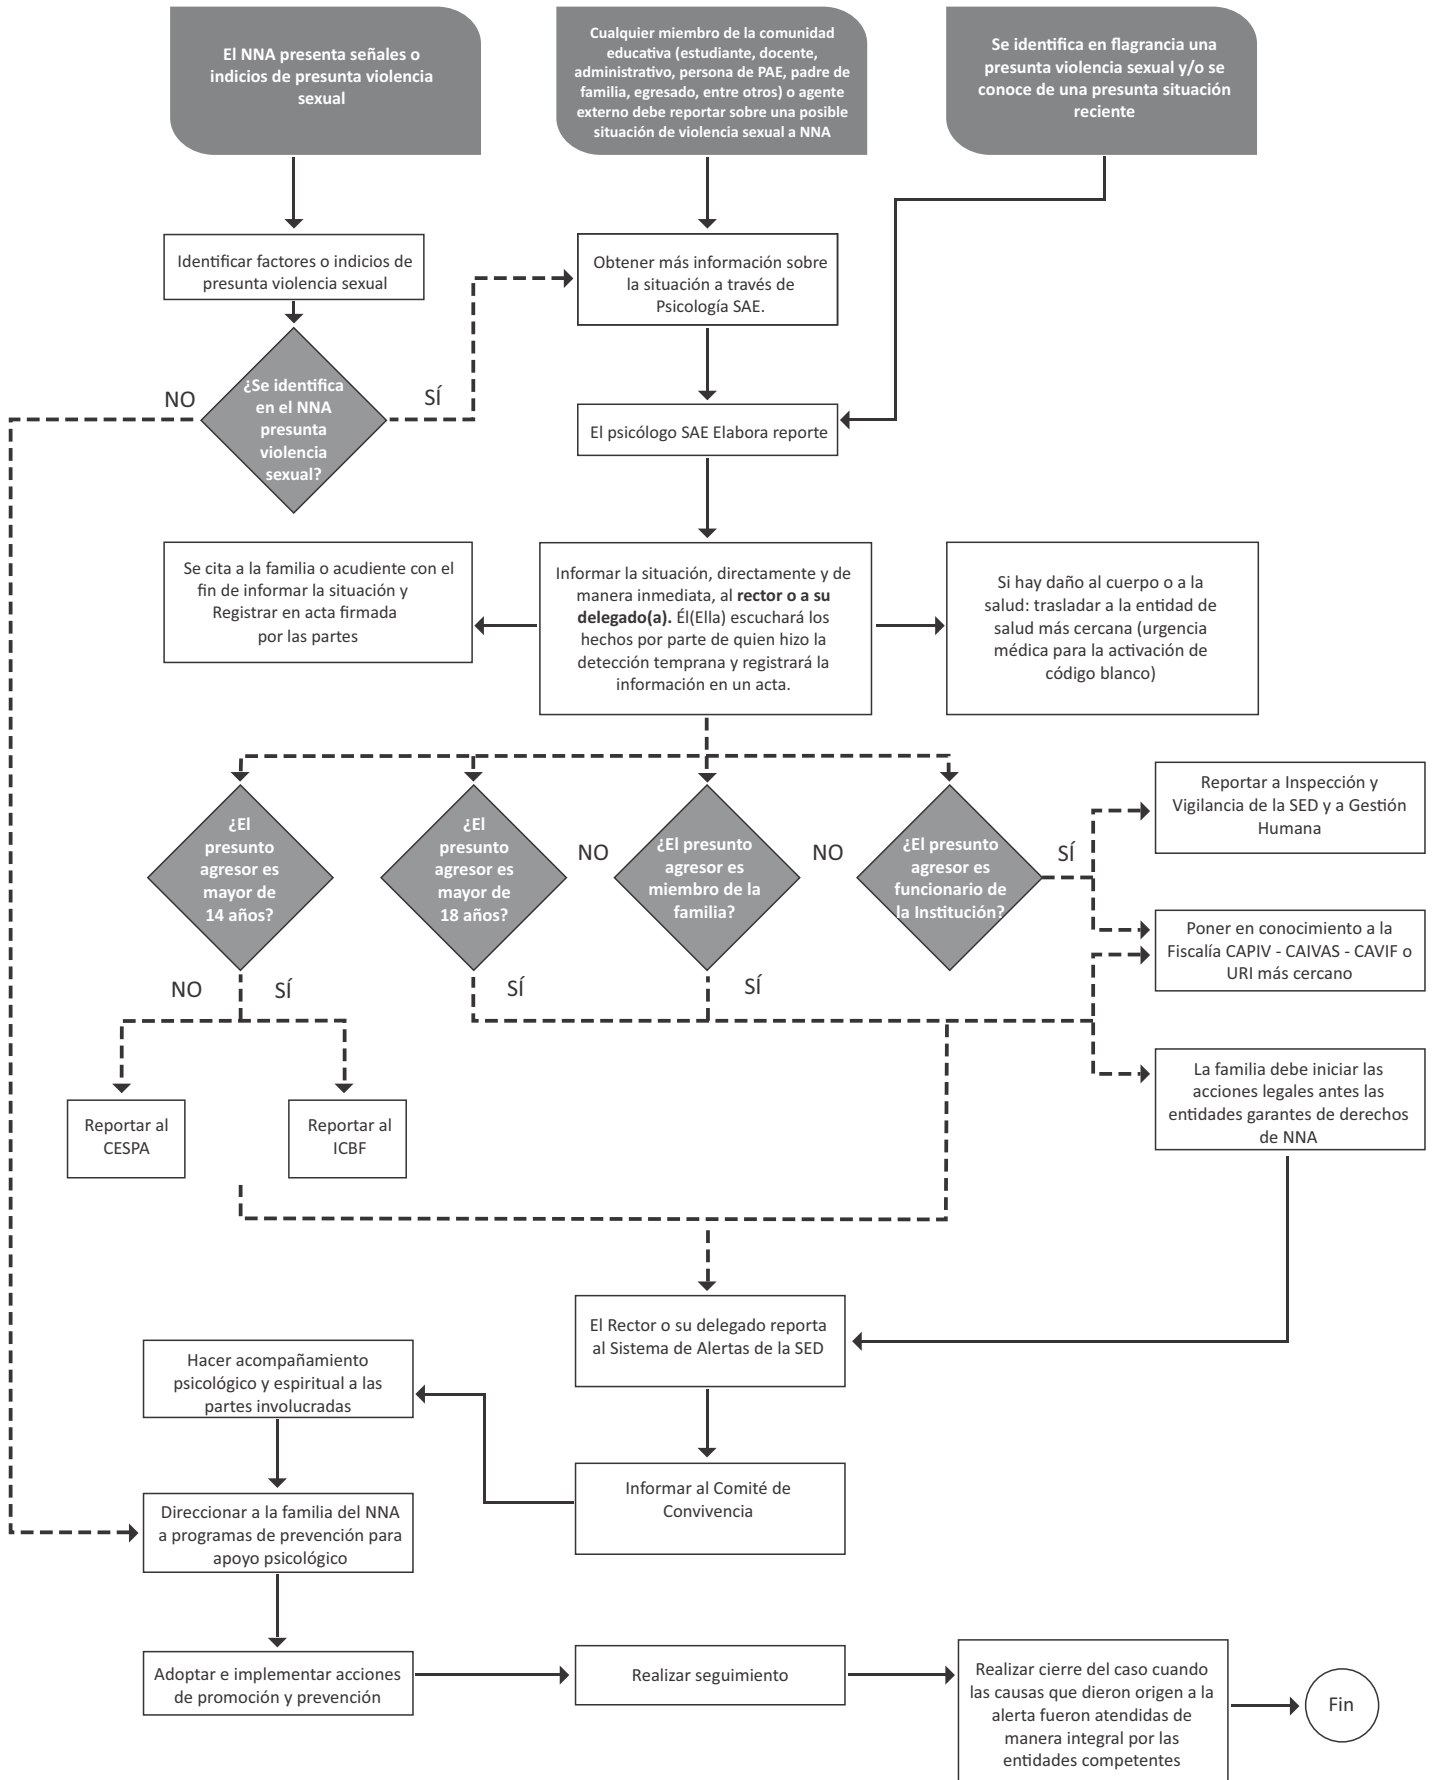 El NNA presenta señales o
indicios de presunta violencia
sexual
Cualquier miembro de la comunidad
educativa (estudiante, docente,
administrativo, persona de PAE, padre de
familia, egresado, entre otros) o agente
externo debe reportar sobre una posible
situación de violencia sexual a NNA
Se identifica en flagrancia una
presunta violencia sexual y/o se
conoce de una presunta situación
reciente
Identificar factores o indicios de
presunta violencia sexual
Obtener más información sobre
la situación a través de
Psicología SAE.
NO
¿Se identifica
en el NNA
presunta
violencia
sexual?
SÍ
El psicólogo SAE Elabora reporte
Se cita a la familia o acudiente con el
fin de informar la situación y
Registrar en acta firmada
por las partes
Informar la situación, directamente y de
manera inmediata, al rector o a su
delegado(a). Él(Ella) escuchará los
hechos por parte de quien hizo la
detección temprana y registrará la
información en un acta.
Si hay daño al cuerpo o a la
salud: trasladar a la entidad de
salud más cercana (urgencia
médica para la activación de
código blanco)
¿El
presunto
agresor es
mayor de
14 años?
¿El
presunto
agresor es
mayor de
18 años?
NO
¿El presunto
agresor es
miembro de la
familia?
NO
¿El presunto
agresor es
funcionario de
la Institución?
SÍ
Reportar a Inspección y
Vigilancia de la SED y a Gestión
Humana
Poner en conocimiento a la
Fiscalía CAPIV - CAIVAS - CAVIF o
URI más cercano
NO
SÍ
SÍ
SÍ
La familia debe iniciar las
acciones legales antes las
entidades garantes de derechos
de NNA
Reportar al
CESPA
Reportar al
ICBF
El Rector o su delegado reporta
al Sistema de Alertas de la SED
Hacer acompañamiento
psicológico y espiritual a las
partes involucradas
Informar al Comité de
Convivencia
Direccionar a la familia del NNA
a programas de prevención para
apoyo psicológico
Adoptar e implementar acciones
de promoción y prevención
Realizar seguimiento
Realizar cierre del caso cuando
las causas que dieron origen a la
alerta fueron atendidas de
manera integral por las
entidades competentes
Fin